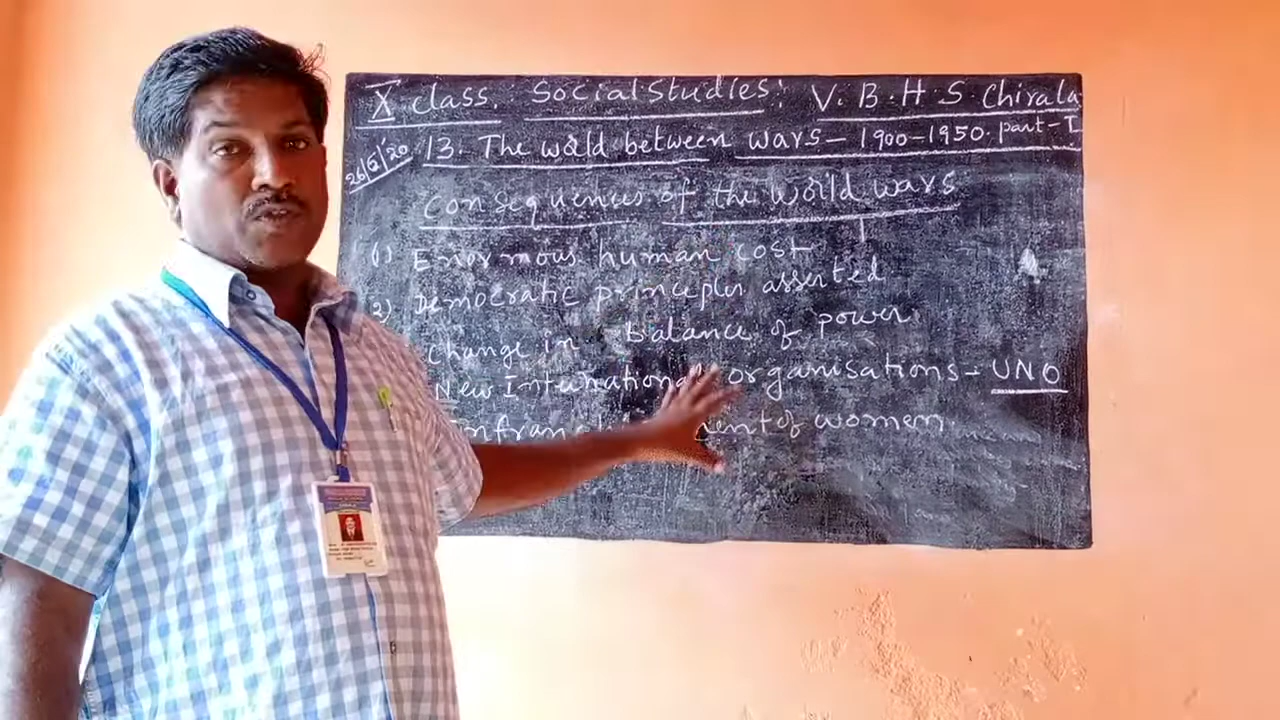 X class. Social Studies: V. B. H. S. Chirala
26/6/20 13. The world between wars – 1900-1950. part-I
Consequences of the world wars
(1) Enormous human cost
2) Democratic principles asserted
Change in balance of power
New International organisations - UNO
of women